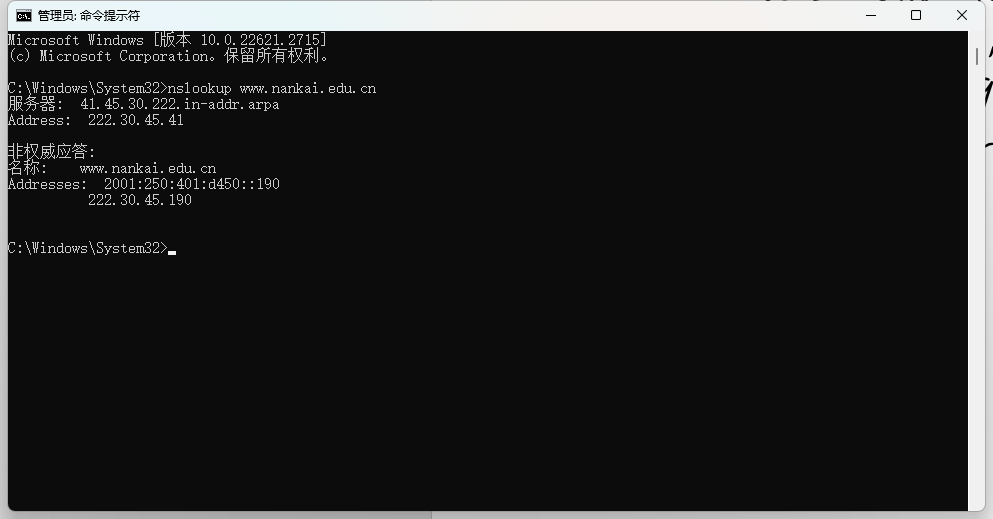 管理员: 命令提示符
Microsoft Windows [版本 10.0.22621.2715]
(c) Microsoft Corporation。保留所有权利。
C:\Windows\System32>nslookup www.nankai.edu.cn
服务器:  41.45.30.222.in-addr.arpa
Address:  222.30.45.41
非权威应答:
名称:    www.nankai.edu.cn
Addresses:  2001:250:401:d450::190
222.30.45.190
C:\Windows\System32>